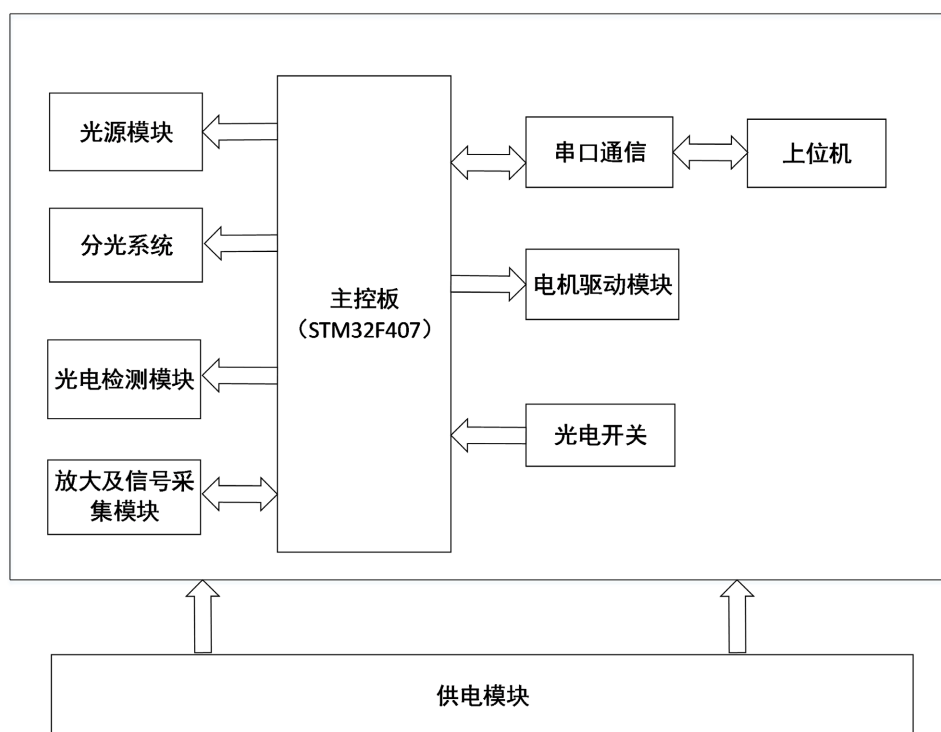 光源模块
分光系统
光电检测模块
放大及信号采
集模块
主控板
（STM32F407）
串口通信
上位机
电机驱动模块
光电开关
供电模块